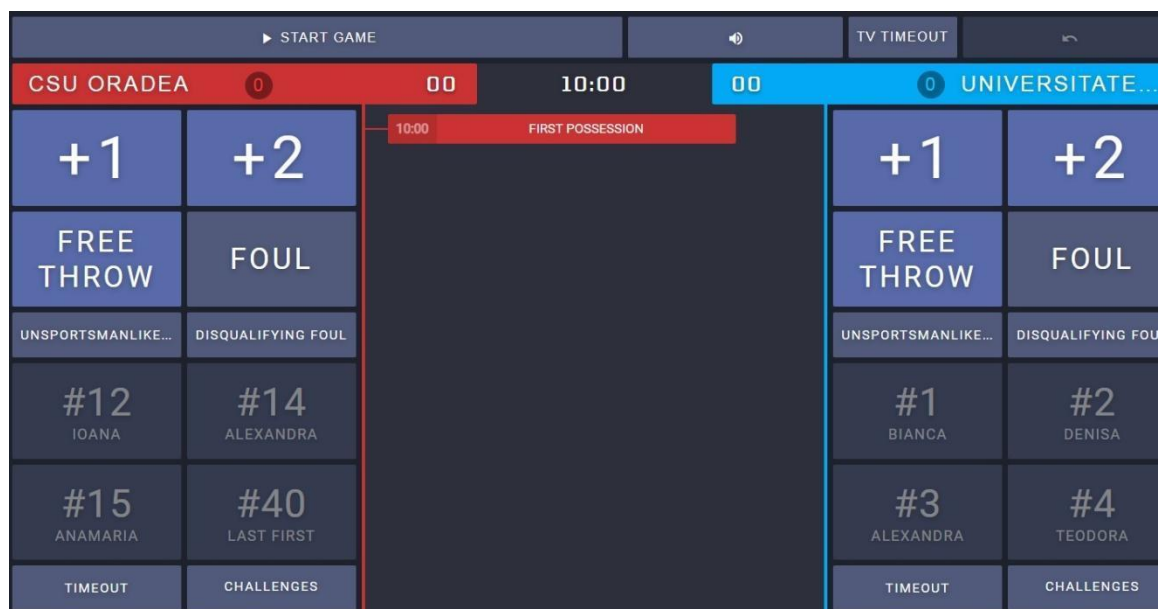 START GAME TV TIMEOUT
CSU ORADEA 0 00 10:00 00 0 UNIVERSITATE...
10:00 FIRST POSSESSION
+1 +2 +1 +2
FREE THROW FOUL FREE THROW FOUL
UNSPORTSMANLIKE... DISQUALIFYING FOUL UNSPORTSMANLIKE... DISQUALIFYING FOU
#12 #14 #1 #2
IOANA ALEXANDRA BIANCA DENISA
#15 #40 #3 #4
ANAMARIA LAST FIRST ALEXANDRA TEODORA
TIMEOUT CHALLENGES TIMEOUT CHALLENGES